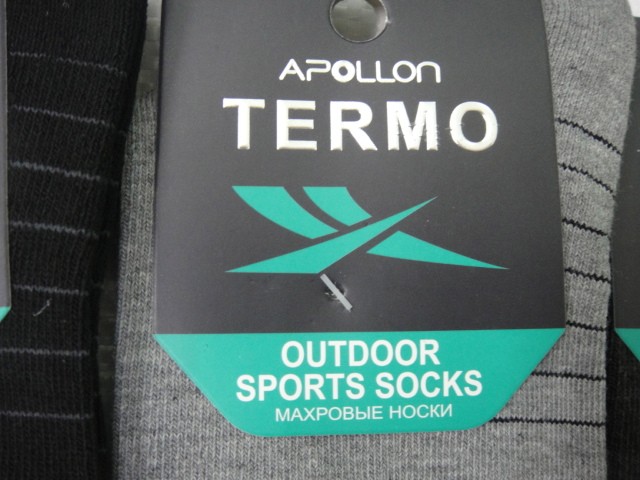 APOLLON
TERMO
OUTDOOR
SPORTS SOCKS
МАХРОВЫЕ НОСКИ